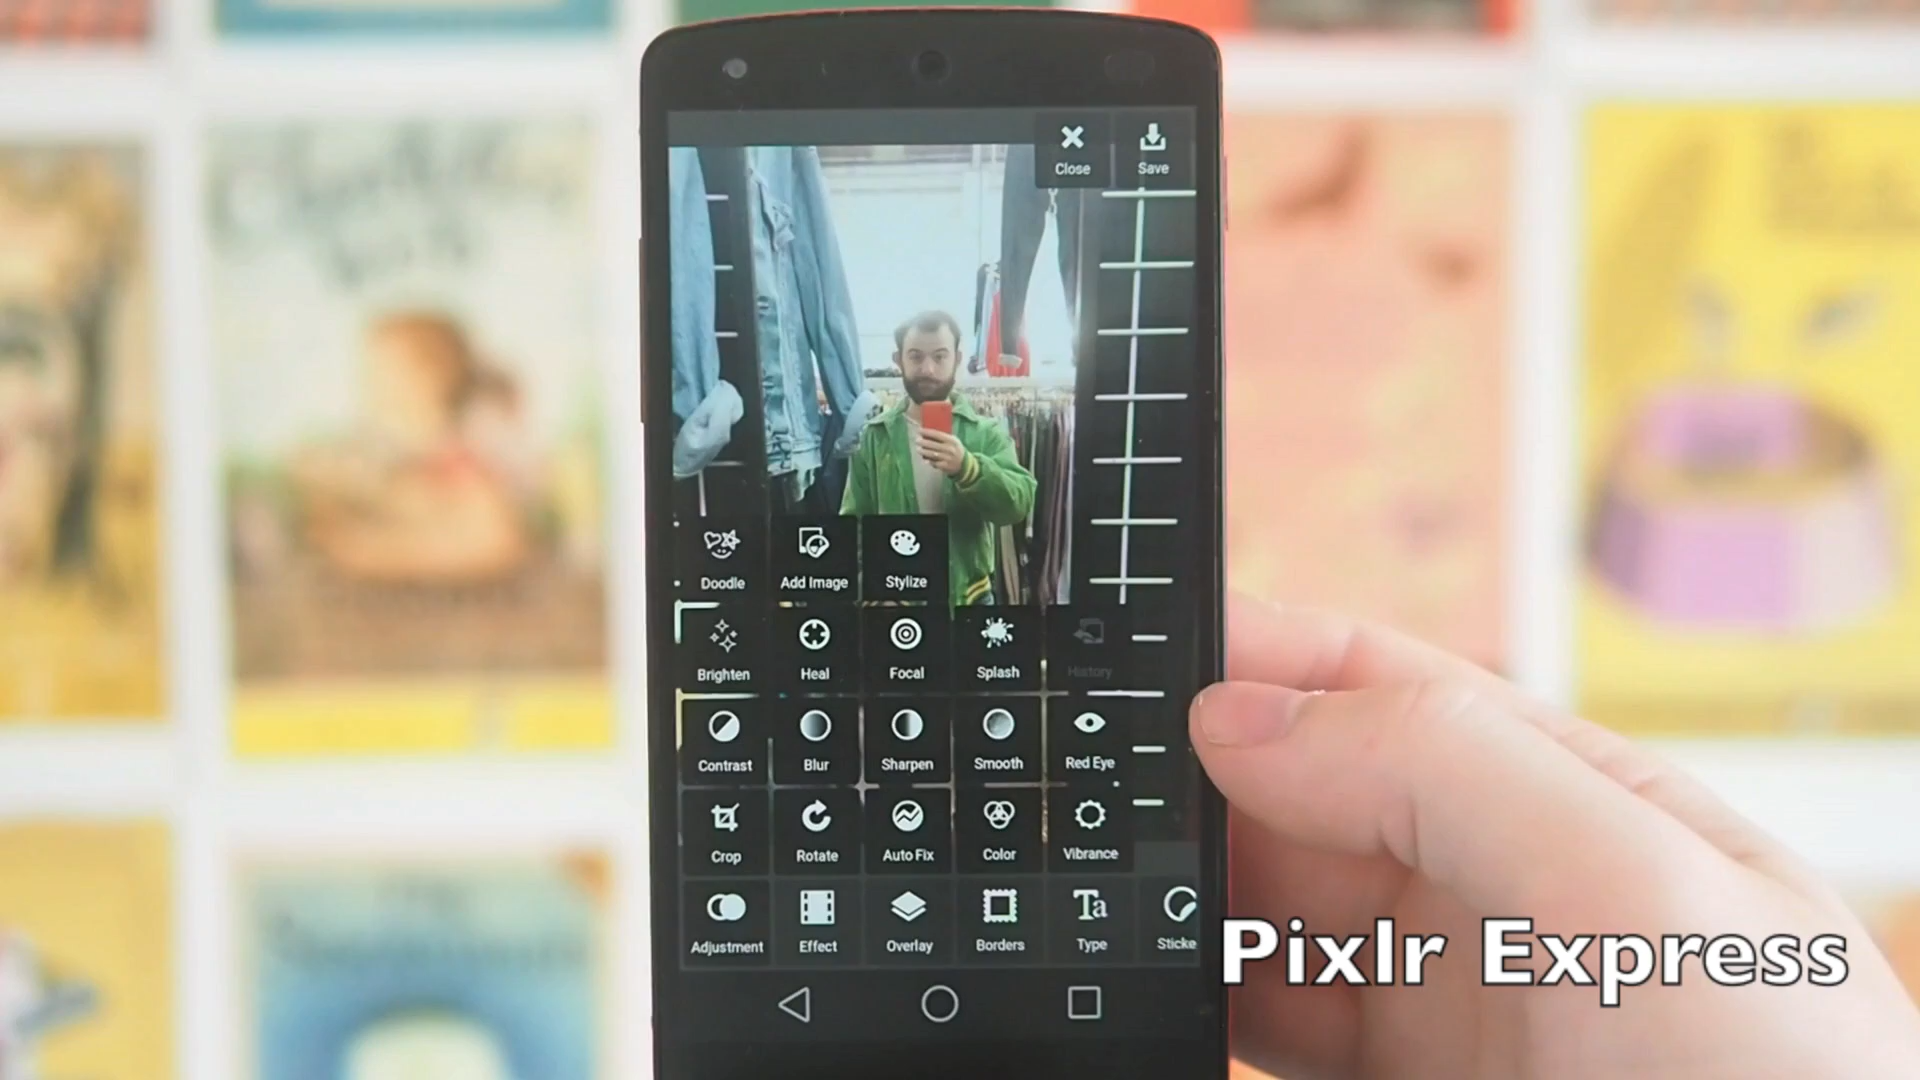 Close Save
Doodle Add Image Stylize
Brighten Heal Focal Splash History
Contrast Blur Sharpen Smooth Red Eye
Crop Rotate Auto Fix Color Vibrance
Adjustment Effect Overlay Borders Type Sticke
Pixlr Express